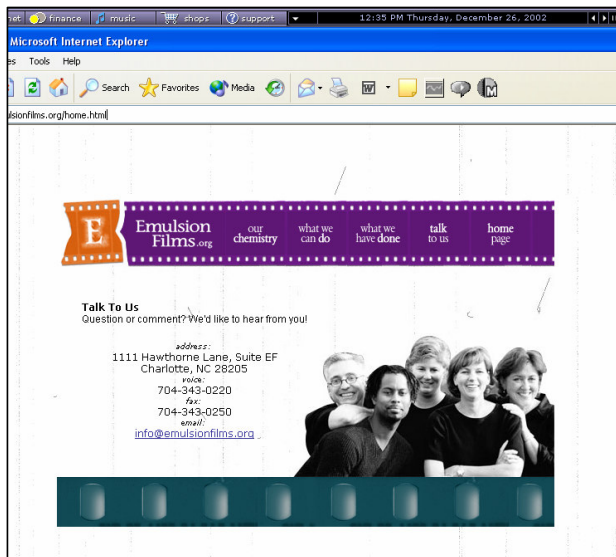 finance music shops support 12:35 PM Thursday, December 26, 2002
Microsoft Internet Explorer
Tools Help
Search Favorites Media
ulsionfilms.org/home.html
E Emulsion Films.org
our chemistry
what we can do
what we have done
talk to us
home page
Talk To Us
Question or comment? We'd like to hear from you!
address:
1111 Hawthorne Lane, Suite EF
Charlotte, NC 28205
voice:
704-343-0220
fax:
704-343-0250
email:
info@emulsionfilms.org